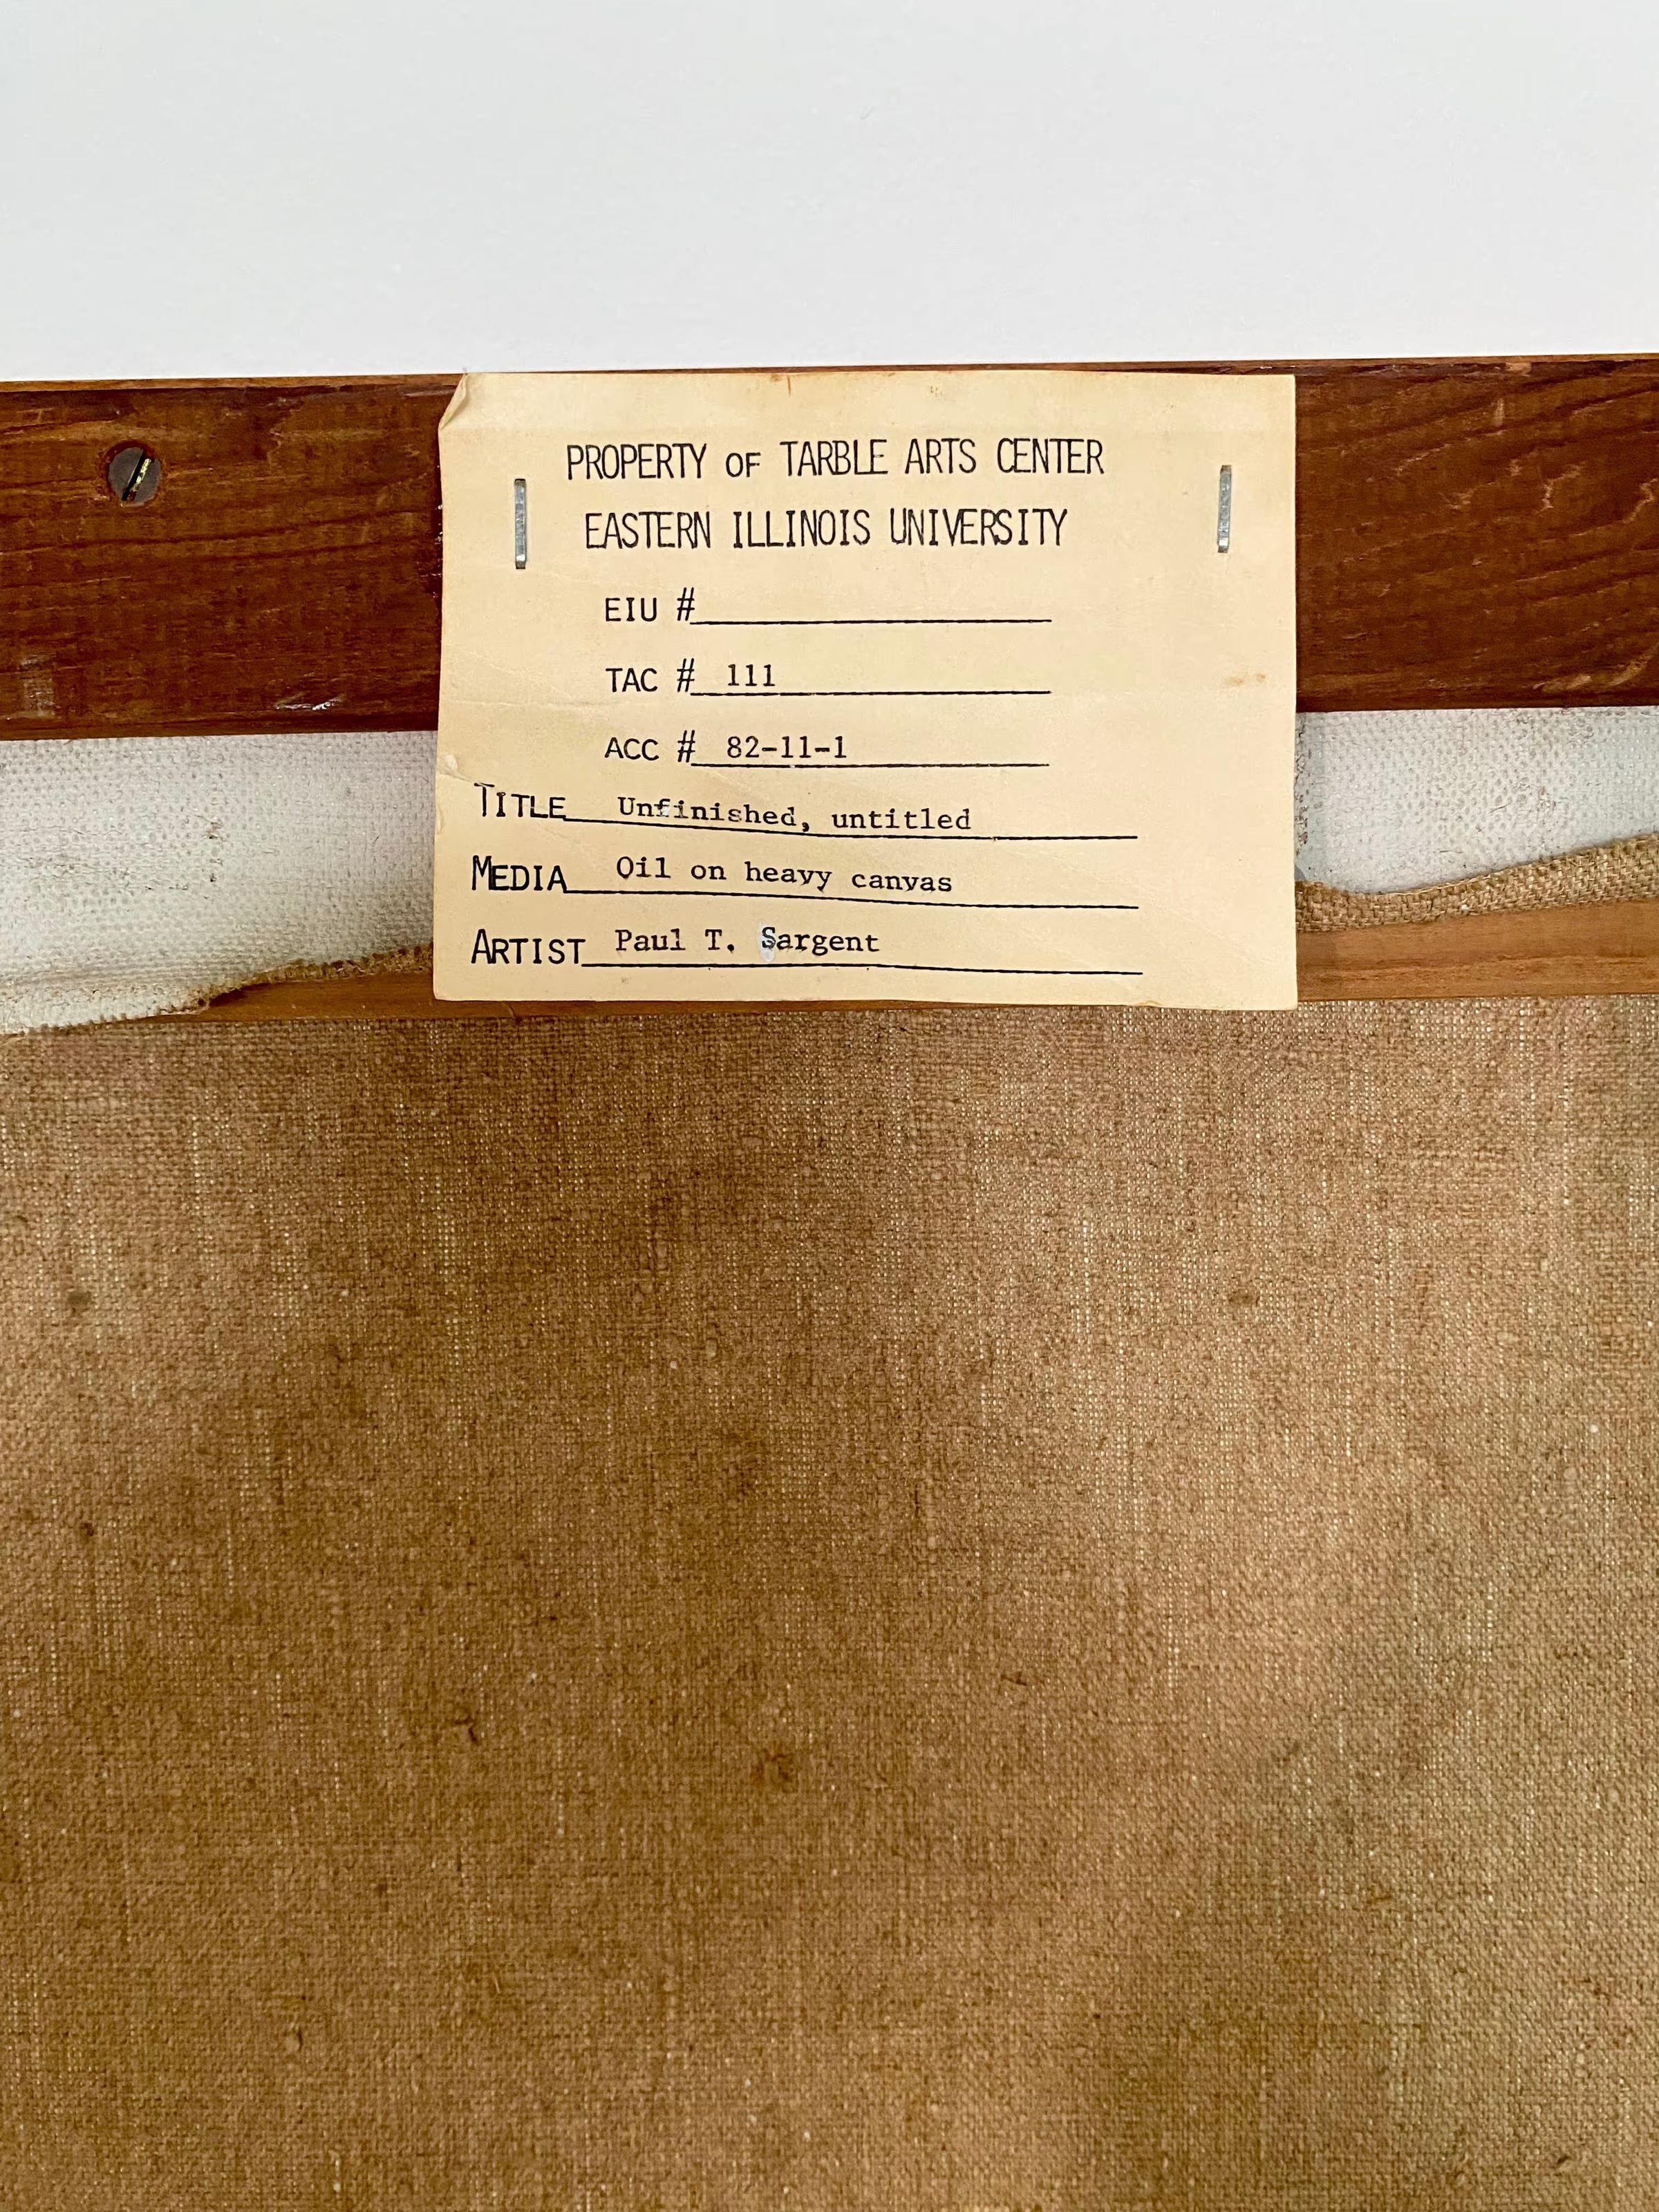 PROPERTY OF TARBLE ARTS CENTER
EASTERN ILLINOIS UNIVERSITY
EIU #
TAC # 111
ACC # 82-11-1
TITLE Unfinished, untitled
MEDIA Oil on heavy canvas
ARTIST Paul T. Sargent